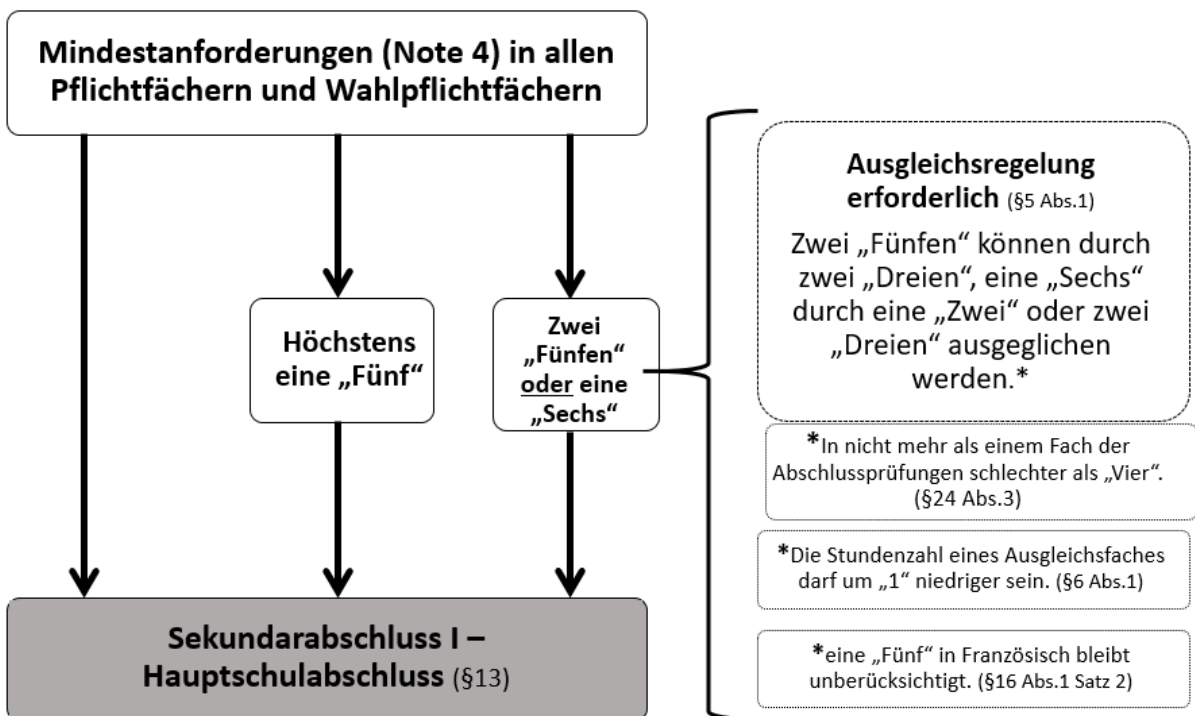 Mindestanforderungen (Note 4) in allen
Pflichtfächern und Wahlpflichtfächern
Höchstens
eine „Fünf“
Zwei
„Fünfen“
oder eine
„Sechs“
Sekundarabschluss I –
Hauptschulabschluss (§13)
Ausgleichsregelung
erforderlich (§5 Abs.1)
Zwei „Fünfen“ können durch
zwei „Dreien“, eine „Sechs“
durch eine „Zwei“ oder zwei
„Dreien“ ausgeglichen
werden.*
*In nicht mehr als einem Fach der
Abschlussprüfungen schlechter als „Vier“.
(§24 Abs.3)
*Die Stundenzahl eines Ausgleichsfaches
darf um „1“ niedriger sein. (§6 Abs.1)
*eine „Fünf“ in Französisch bleibt
unberücksichtigt. (§16 Abs.1 Satz 2)